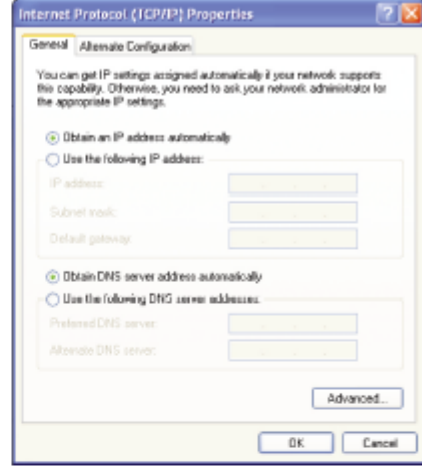 Internet Protocol (TCP/IP) Properties
General Alternate Configuration
You can get IP settings assigned automatically if your network supports
this capability. Otherwise, you need to ask your network administrator for
the appropriate IP settings.
Obtain an IP address automatically
Use the following IP address:
IP address:
Subnet mask:
Default gateway:
Obtain DNS server address automatically
Use the following DNS server addresses:
Preferred DNS server:
Alternate DNS server:
Advanced...
OK Cancel